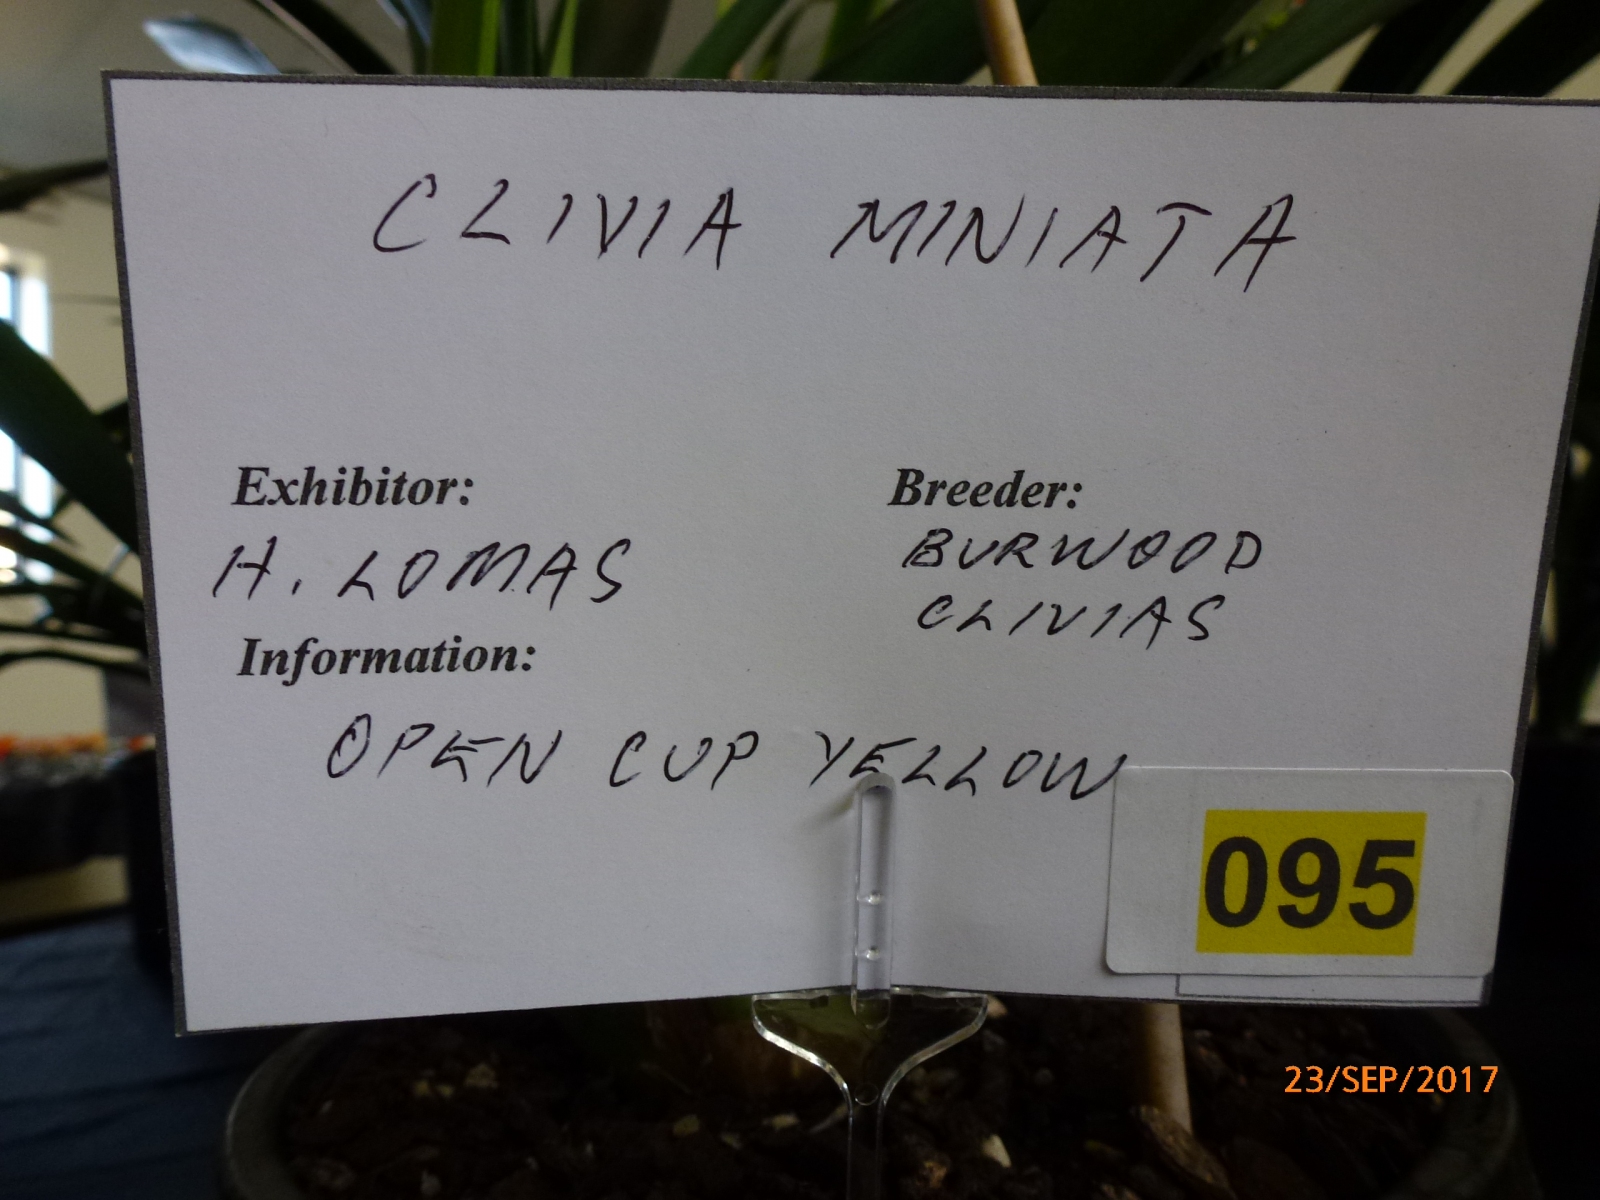 CLIVIA MINIATA
Exhibitor:
H. LOMAS
Breeder:
BURWOOD
CLIVIAS
Information:
OPEN CUP YELLOW
095
23/SEP/2017